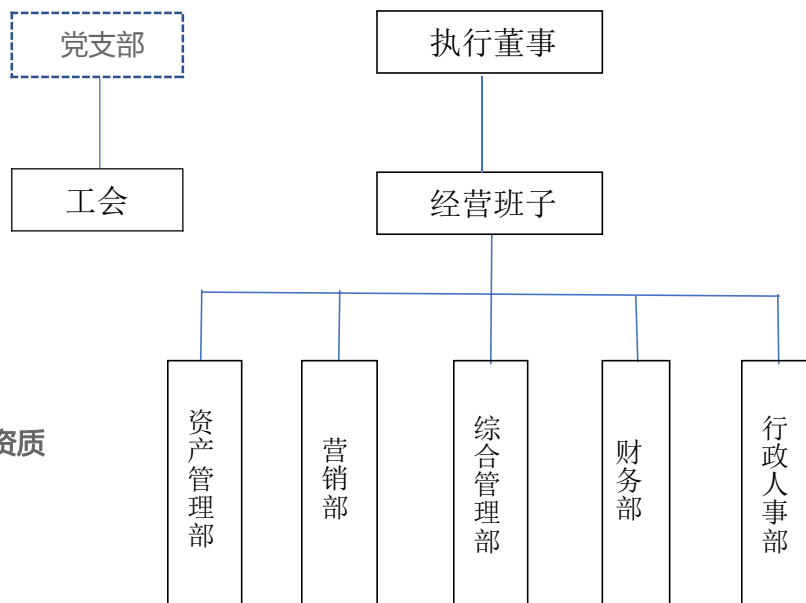 党支部
执行董事
工会
经营班子
资质
资产管理部
营销部
综合管理部
财务部
行政人事部